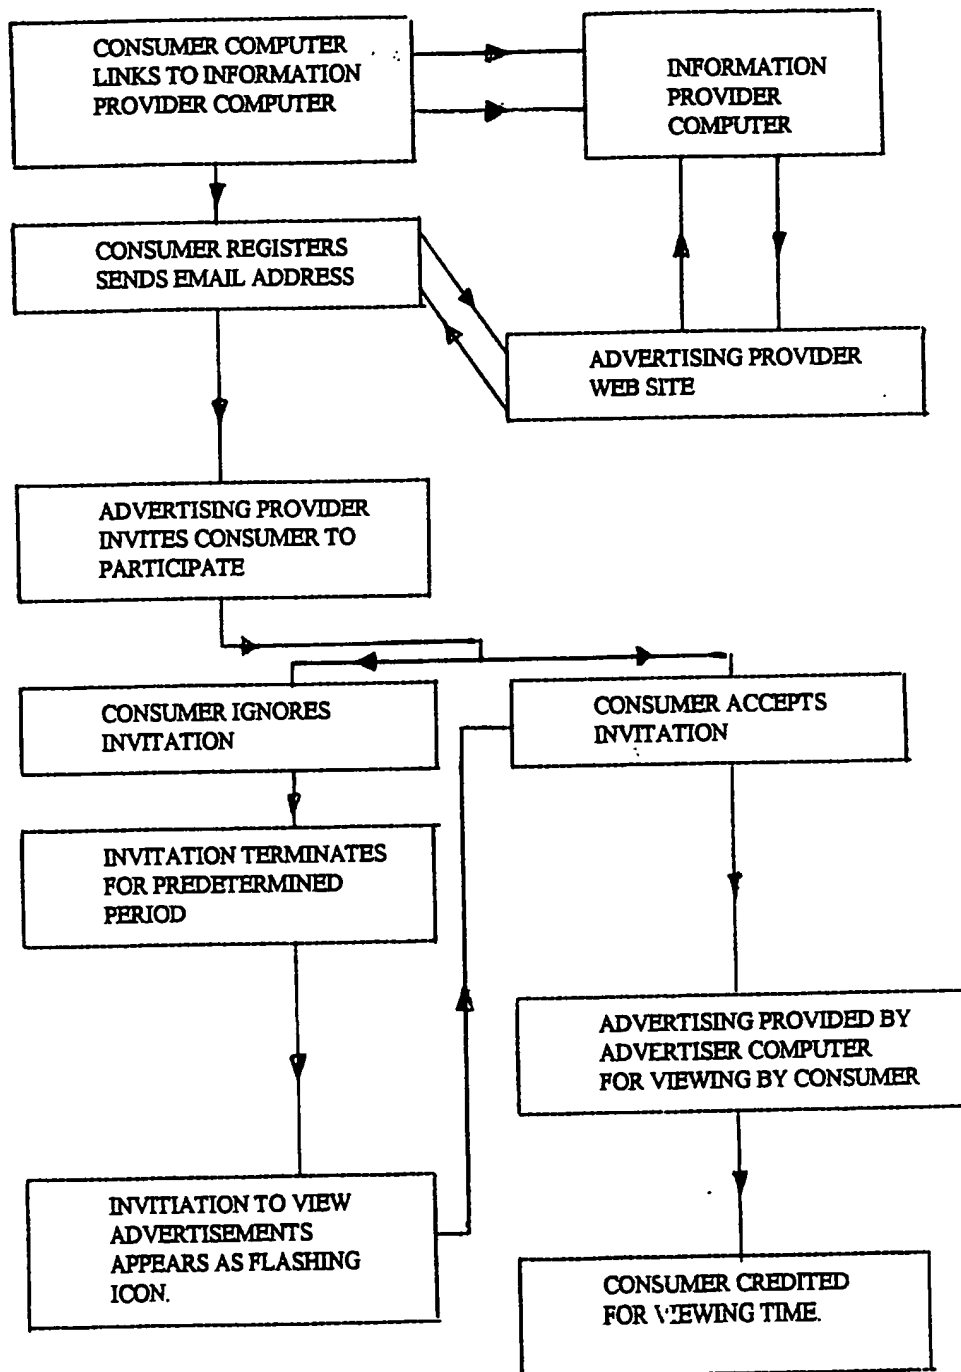 CONSUMER COMPUTER
LINKS TO INFORMATION
PROVIDER COMPUTER
INFORMATION
PROVIDER
COMPUTER
CONSUMER REGISTERS
SENDS EMAIL ADDRESS
ADVERTISING PROVIDER
WEB SITE
ADVERTISING PROVIDER
INVITES CONSUMER TO
PARTICIPATE
CONSUMER IGNORES
INVITATION
CONSUMER ACCEPTS
INVITATION
INVITATION TERMINATES
FOR PREDETERMINED
PERIOD
ADVERTISING PROVIDED BY
ADVERTISER COMPUTER
FOR VIEWING BY CONSUMER
INVITIATION TO VIEW
ADVERTISEMENTS
APPEARS AS FLASHING
ICON.
CONSUMER CREDITED
FOR VIEWING TIME.